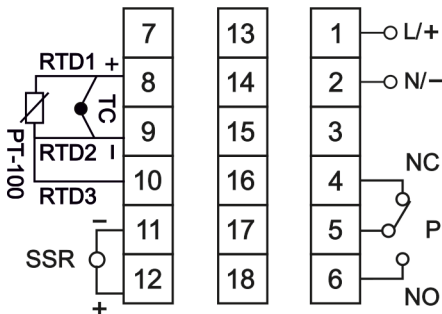 7 13 1 L/+
RTD1 + 8 14 2 N/−
TC
PT-100
9 15 3
RTD2 −
NC
RTD3 10 16 4
− 11 17 5 P
SSR
12 18 6
+ NO